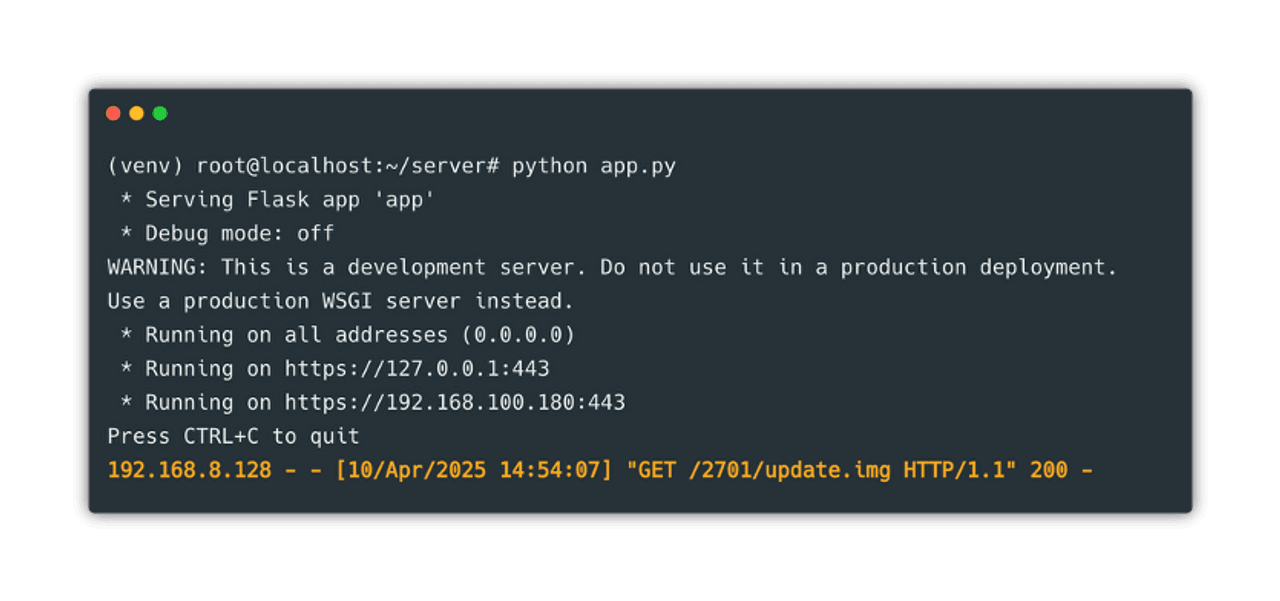 (venv) root@localhost:~/server# python app.py
 * Serving Flask app 'app'
 * Debug mode: off
WARNING: This is a development server. Do not use it in a production deployment.
Use a production WSGI server instead.
 * Running on all addresses (0.0.0.0)
 * Running on https://127.0.0.1:443
 * Running on https://192.168.100.180:443
Press CTRL+C to quit
192.168.8.128 - - [10/Apr/2025 14:54:07] "GET /2701/update.img HTTP/1.1" 200 -